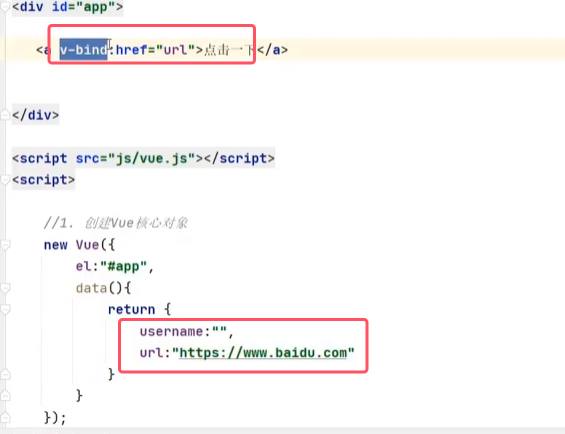 <div id="app">
<a v-bind:href="url">点击一下</a>
</div>
<script src="js/vue.js"></script>
<script>
//1. 创建Vue核心对象
new Vue({
el:"#app",
data(){
return {
username:"",
url:"https://www.baidu.com"
}
}
});